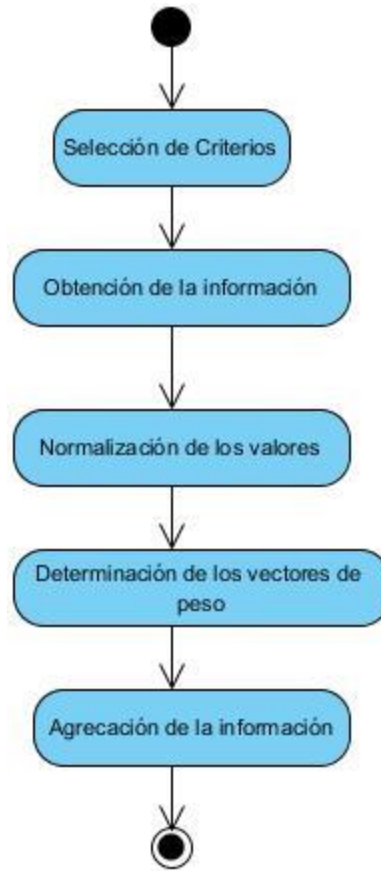 Selección de Criterios
Obtención de la información
Normalización de los valores
Determinación de los vectores de
peso
Agrecación de la información